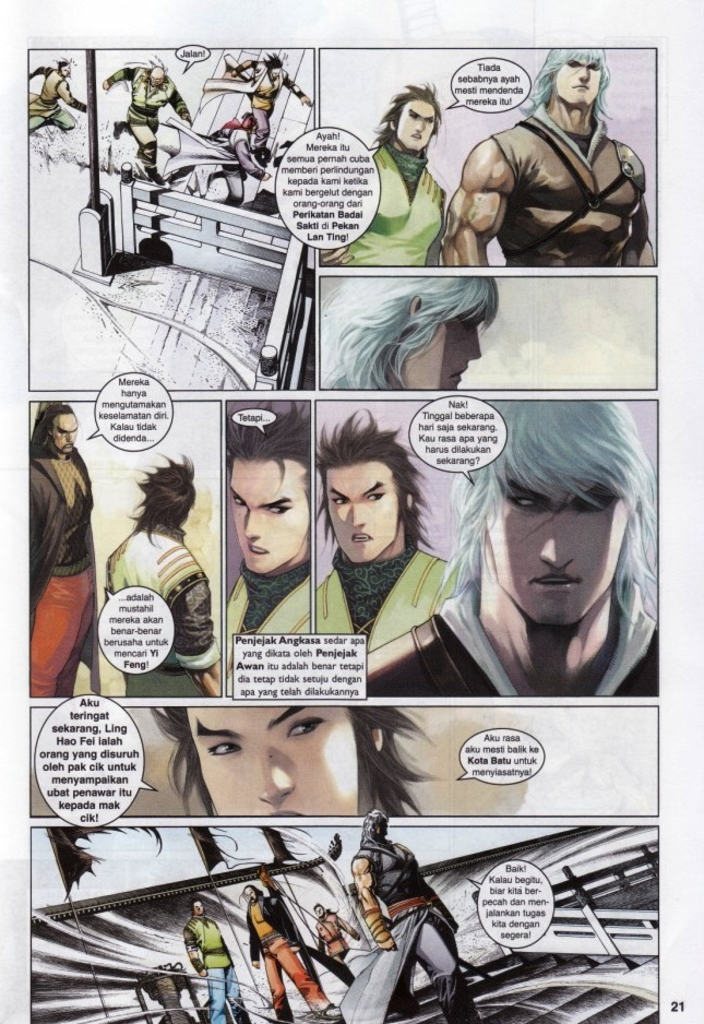 Jalan!
Tiada
sebabnya ayah
mesti mendenda
mereka itu!
Ayah!
Mereka itu
semua pernah cuba
beri perlindungan
kepada kami ketika
kami bergelut dengan
orang-orang dari
Perikatan Badai
Sakti di Pekan
Lan Ting!
Mereka
hanya
mengutamakan
keselamatan diri.
Kalau tidak
didenda...
...adalah
mustahil
mereka akan
benar-benar
berusaha untuk
mencari Yi
Feng!
Tetapi...
Nak!
Tinggal beberapa
hari saja sekarang.
Kau rasa apa yang
harus dilakukan
sekarang?
Penjejak Angkasa sedar apa
yang dikata oleh Penjejak
Awan itu adalah benar tetapi
dia tetap tidak setuju dengan
apa yang telah dilakukannya
Aku
teringat
sekarang, Ling
Hao Fei ialah
orang yang disuruh
oleh pak cik untuk
menyampaikan
ubat penawar itu
kepada mak
cik!
Aku rasa
aku mesti balik ke
Kota Batu untuk
menyiasatnya!
Baik!
Kalau begitu,
biar kita ber-
pecah dan men-
jalankan tugas
kita dengan
segera!
21